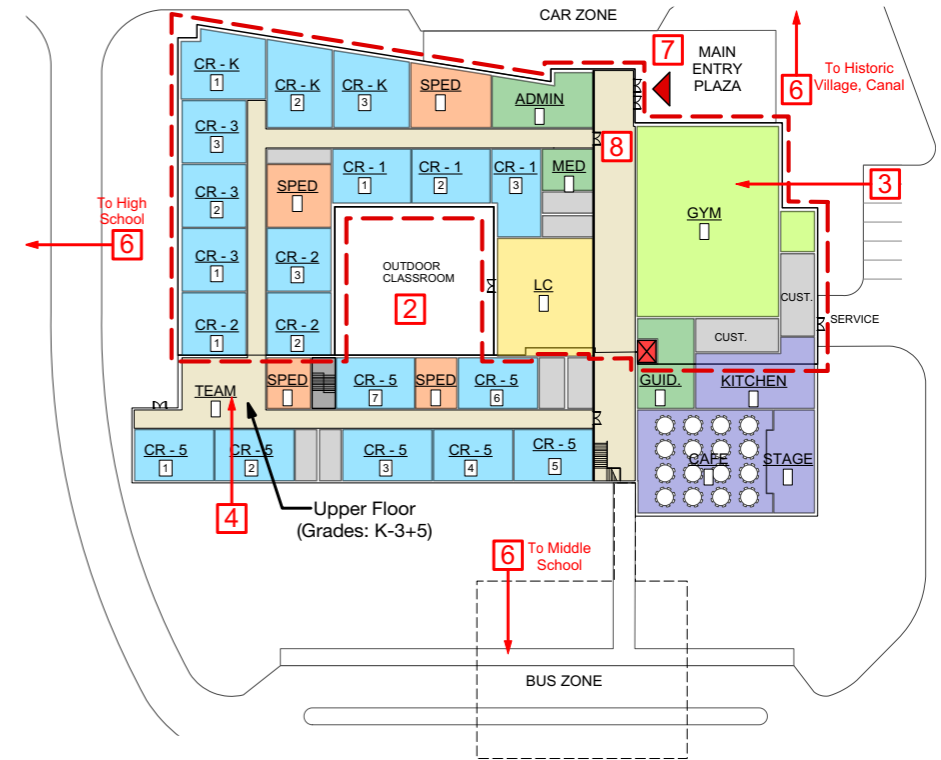 CAR ZONE
7
MAIN
ENTRY
PLAZA
6
To Historic
Village, Canal
CR - K
1
CR - K
2
CR - K
3
SPED
ADMIN
8
CR - 3
3
CR - 1
1
CR - 1
2
CR - 1
3
MED
SPED
3
GYM
CR - 3
2
To High
School
6
CR - 3
1
CR - 2
3
OUTDOOR
CLASSROOM
2
LC
CUST.
CR - 2
1
CR - 2
2
SERVICE
CUST.
TEAM
SPED
CR - 5
7
SPED
CR - 5
6
GUID.
KITCHEN
CR - 5
1
CR - 5
2
CR - 5
3
CR - 5
4
CR - 5
5
CAFE
STAGE
4
Upper Floor
(Grades: K-3+5)
6
To Middle
School
BUS ZONE